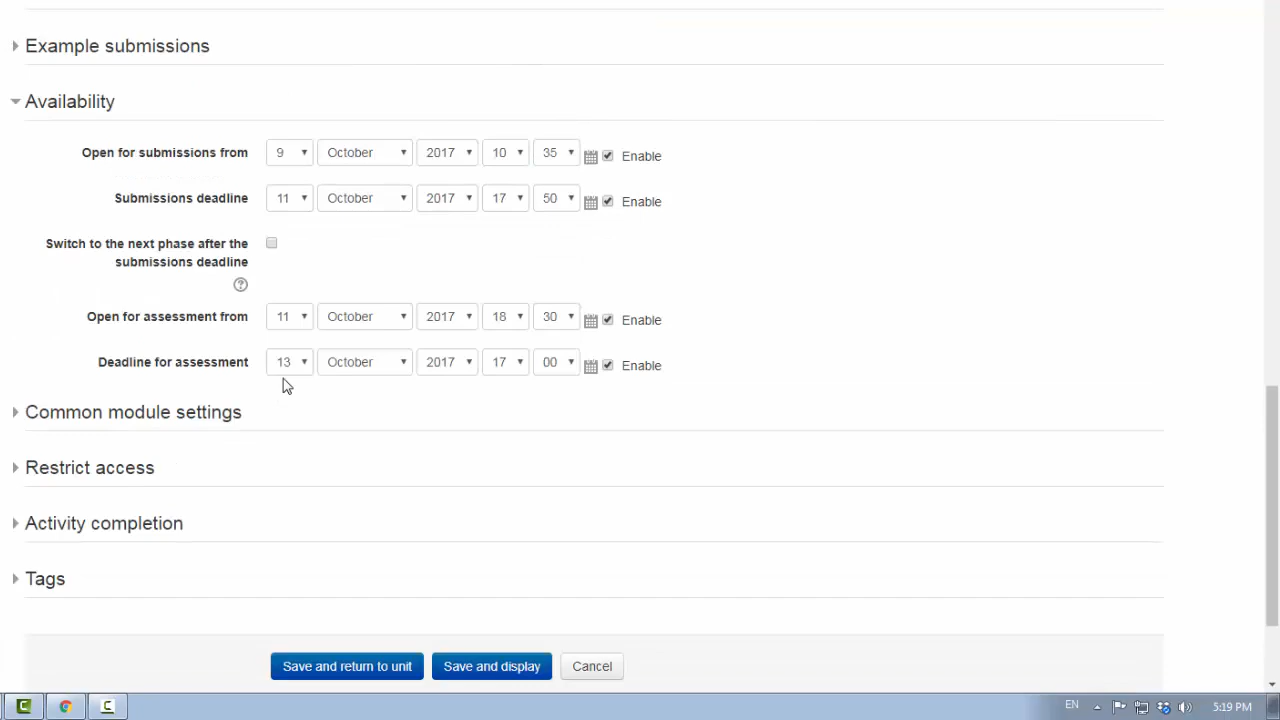 Example submissions
Availability
Open for submissions from 9 October 2017 10 35 Enable
Submissions deadline 11 October 2017 17 50 Enable
Switch to the next phase after the
submissions deadline
?
Open for assessment from 11 October 2017 18 30 Enable
Deadline for assessment 13 October 2017 17 00 Enable
Common module settings
Restrict access
Activity completion
Tags
Save and return to unit Save and display Cancel
EN 5:19 PM